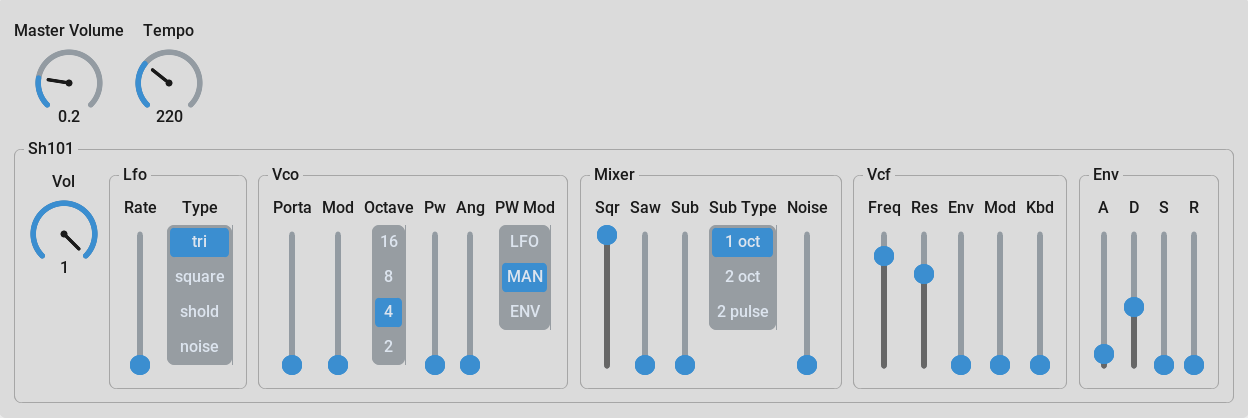 Master Volume Tempo
0.2 220
Sh101
Vol
1
Lfo
Rate Type
tri
square
shold
noise
Vco
Porta Mod Octave Pw Ang PW Mod
16 LFO
8 MAN
4 ENV
2
Mixer
Sqr Saw Sub Sub Type Noise
1 oct
2 oct
2 pulse
Vcf
Freq Res Env Mod Kbd
Env
A D S R